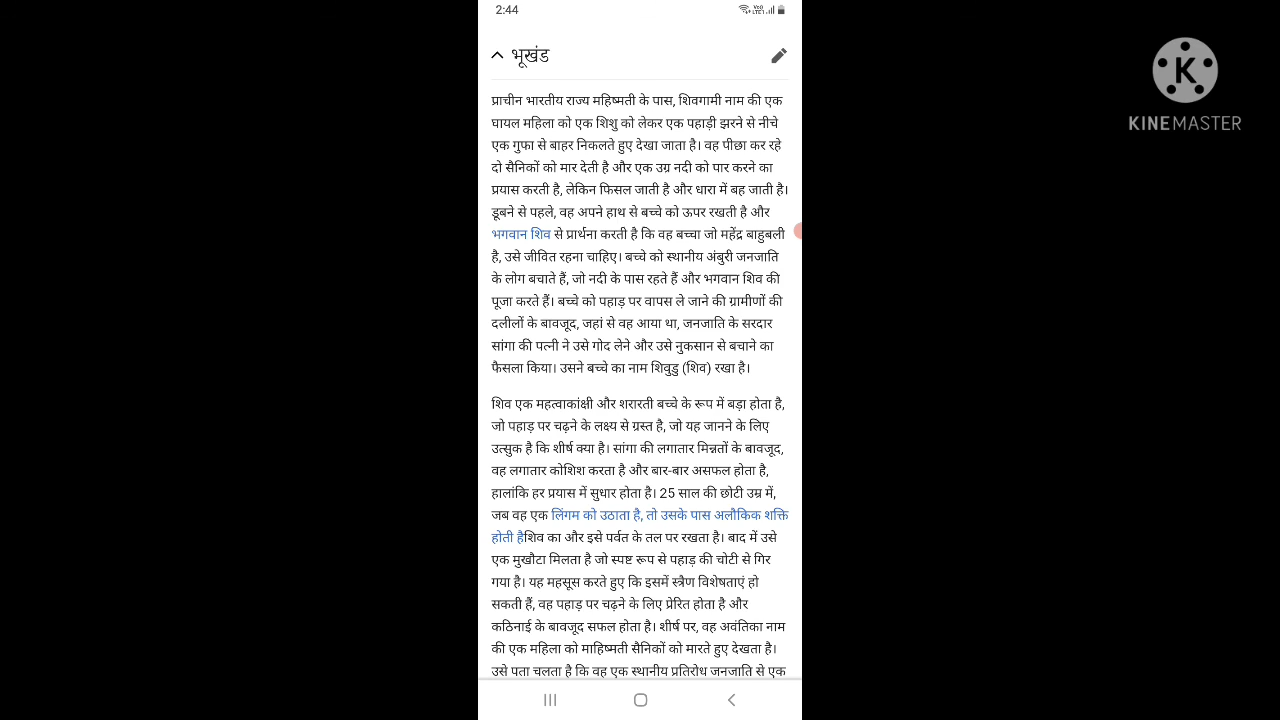 2:44
भूखंड
प्राचीन भारतीय राज्य महिष्मती के पास, शिवगामी नाम की एक
घायल महिला को एक शिशु को लेकर एक पहाड़ी झरने से नीचे
एक गुफा से बाहर निकलते हुए देखा जाता है। वह पीछा कर रहे
दो सैनिकों को मार देती है और एक उग्र नदी को पार करने का
प्रयास करती है, लेकिन फिसल जाती है और धारा में बह जाती है।
डूबने से पहले, वह अपने हाथ से बच्चे को ऊपर रखती है और
भगवान शिव से प्रार्थना करती है कि वह बच्चा जो महेंद्र बाहुबली
है, उसे जीवित रहना चाहिए। बच्चे को स्थानीय अंबुरी जनजाति
के लोग बचाते हैं, जो नदी के पास रहते हैं और भगवान शिव की
पूजा करते हैं। बच्चे को पहाड़ पर वापस ले जाने की ग्रामीणों की
दलीलों के बावजूद, जहां से वह आया था, जनजाति के सरदार
सांगा की पत्नी ने उसे गोद लेने और उसे नुकसान से बचाने का
फैसला किया। उसने बच्चे का नाम शिवुडु (शिव) रखा है।
शिव एक महत्वाकांक्षी और शरारती बच्चे के रूप में बड़ा होता है,
जो पहाड़ पर चढ़ने के लक्ष्य से ग्रस्त है, जो यह जानने के लिए
उत्सुक है कि शीर्ष क्या है। सांगा की लगातार मिन्नतों के बावजूद,
वह लगातार कोशिश करता है और बार-बार असफल होता है,
हालांकि हर प्रयास में सुधार होता है। 25 साल की छोटी उम्र में,
जब वह एक लिंगम को उठाता है, तो उसके पास अलौकिक शक्ति
होती हैशिव का और इसे पर्वत के तल पर रखता है। बाद में उसे
एक मुखौटा मिलता है जो स्पष्ट रूप से पहाड़ की चोटी से गिर
गया है। यह महसूस करते हुए कि इसमें स्त्रैण विशेषताएं हो
सकती हैं, वह पहाड़ पर चढ़ने के लिए प्रेरित होता है और
कठिनाई के बावजूद सफल होता है। शीर्ष पर, वह अवंतिका नाम
की एक महिला को माहिष्मती सैनिकों को मारते हुए देखता है।
उसे पता चलता है कि वह एक स्थानीय प्रतिरोध जनजाति से एक
K
KINEMASTER